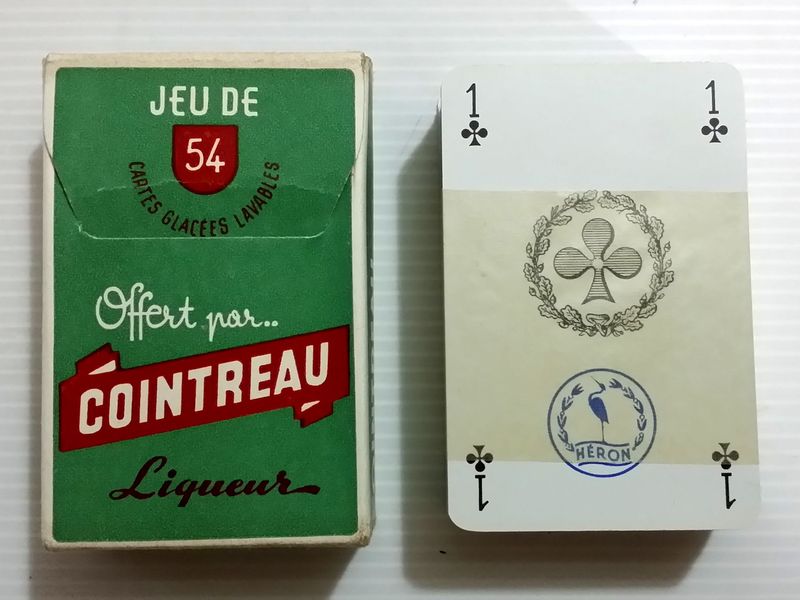 JEU DE
54
CARTES GLACÉES LAVABLES
Offert par..
COINTREAU
Liqueur
1 1
HÉRON
1 1